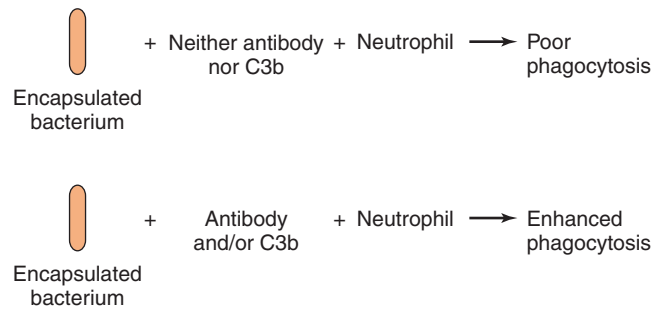 + Neither antibody + Neutrophil → Poor
nor C3b phagocytosis
Encapsulated
bacterium
+ Antibody + Neutrophil → Enhanced
and/or C3b phagocytosis
Encapsulated
bacterium